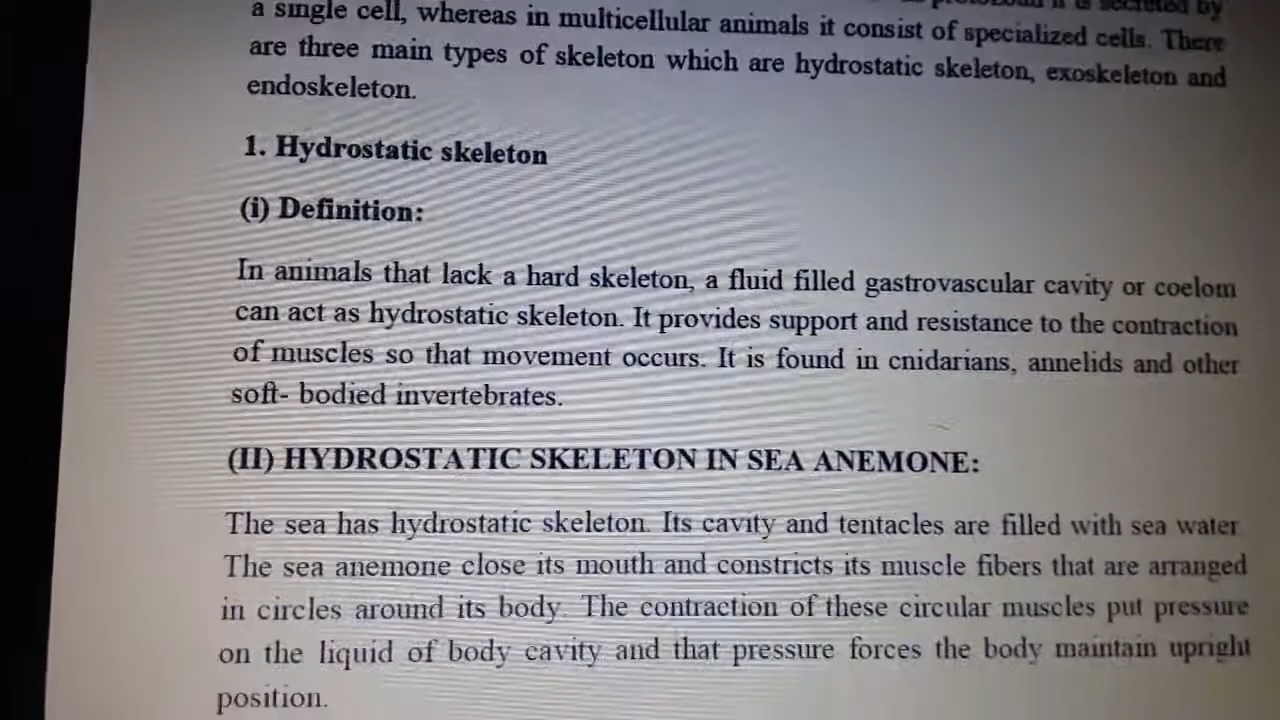 it is secreted by
a single cell, whereas in multicellular animals it consist of specialized cells. There
are three main types of skeleton which are hydrostatic skeleton, exoskeleton and
endoskeleton.
1. Hydrostatic skeleton
(i) Definition:
In animals that lack a hard skeleton, a fluid filled gastrovascular cavity or coelom
can act as hydrostatic skeleton. It provides support and resistance to the contraction
of muscles so that movement occurs. It is found in cnidarians, annelids and other
soft- bodied invertebrates.
(II) HYDROSTATIC SKELETON IN SEA ANEMONE:
The sea has hydrostatic skeleton. Its cavity and tentacles are filled with sea water
The sea anemone close its mouth and constricts its muscle fibers that are arranged
in circles around its body. The contraction of these circular muscles put pressure
on the liquid of body cavity and that pressure forces the body maintain upright
position.